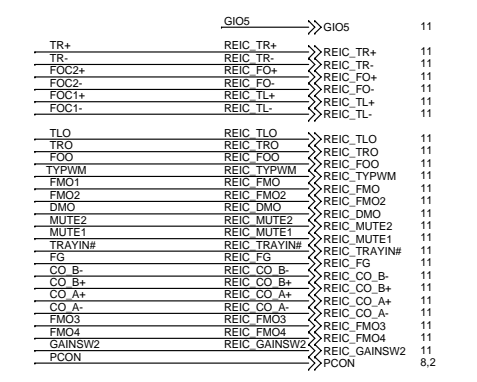 GIO5 GIO5 11
TR+ REIC_TR+ REIC_TR+ 11
TR- REIC_TR- REIC_TR- 11
FOC2+ REIC_FO+ REIC_FO+ 11
FOC2- REIC_FO- REIC_FO- 11
FOC1+ REIC_TL+ REIC_TL+ 11
FOC1- REIC_TL- REIC_TL- 11
TLO REIC_TLO REIC_TLO 11
TRO REIC_TRO REIC_TRO 11
FOO REIC_FOO REIC_FOO 11
TYPWM REIC_TYPWM REIC_TYPWM 11
FMO1 REIC_FMO REIC_FMO 11
FMO2 REIC_FMO2 REIC_FMO2 11
DMO REIC_DMO REIC_DMO 11
MUTE2 REIC_MUTE2 REIC_MUTE2 11
MUTE1 REIC_MUTE1 REIC_MUTE1 11
TRAYIN# REIC_TRAYIN# REIC_TRAYIN# 11
FG REIC_FG REIC_FG 11
CO_B- REIC_CO_B- REIC_CO_B- 11
CO_B+ REIC_CO_B+ REIC_CO_B+ 11
CO_A+ REIC_CO_A+ REIC_CO_A+ 11
CO_A- REIC_CO_A- REIC_CO_A- 11
FMO3 REIC_FMO3 REIC_FMO3 11
FMO4 REIC_FMO4 REIC_FMO4 11
GAINSW2 REIC_GAINSW2 REIC_GAINSW2 11
PCON PCON 8,2